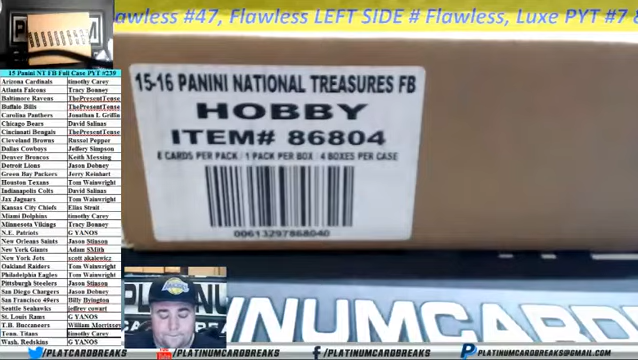 awless #47, Flawless LEFT SIDE # Flawless, Luxe PYT #7 8
15 Panini NT FB Full Case PYT #239
Arizona Cardinals timothy Carey
Atlanta Falcons Tracy Bonney
Baltimore Ravens ThePresentTense
Buffalo Bills ThePresentTense
Carolina Panthers Jonathan L Griffin
Chicago Bears David Salinas
Cincinnati Bengals ThePresentTense
Cleveland Browns Russel Pepper
Dallas Cowboys Jeffery Simpson
Denver Broncos Keith Messing
Detroit Lions Jason Dobney
Green Bay Packers Jerry Reinhart
Houston Texans Tom Wainwright
Indianapolis Colts David Salinas
Jax Jaguars Tom Wainwright
Kansas City Chiefs Elias Strait
Miami Dolphins timothy Carey
Minnesota Vikings Tracy Bonney
N.E. Patriots G YANOS
New Orleans Saints Jason Stinson
New York Giants Adam SMith
New York Jets scott akalewicz
Oakland Raiders Tom Wainwright
Philadelphia Eagles Tom Wainwright
Pittsburgh Steelers Jason Stinson
San Diego Chargers Jason Dobney
San Francisco 49ers Billy Byington
Seattle Seahawks jeffrey cowart
St. Louis Rams G YANOS
T.B. Buccaneers William Morrisse
Tenn. Titans timothy Carey
Wash. Redskins G YANOS
15-16 PANINI NATIONAL TREASURES FB
HOBBY
ITEM# 86804
CARDS PER PACK / 1 PACK PER BOX / 4 BOXES PER CASE
00613297868040
INUMCARD
/PLATCARDBREAKS /PLATINUMCARDBREAKS /PLATINUMCARDBREAKS PLATINUMCARDBREAKS@GMAIL.COM